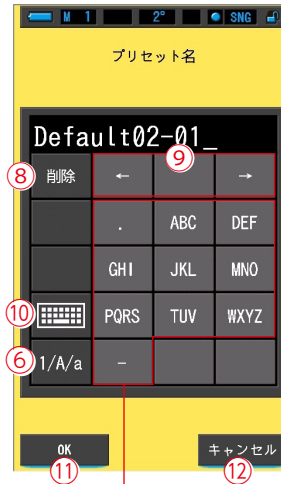 M 1 2° SNG
プリセット名
Default02-01_
⑨
⑧ 削除 ← →
. ABC DEF
GHI JKL MNO
⑩ PQRS TUV WXYZ
⑥ 1/A/a -
OK キャンセル
⑪ ⑫